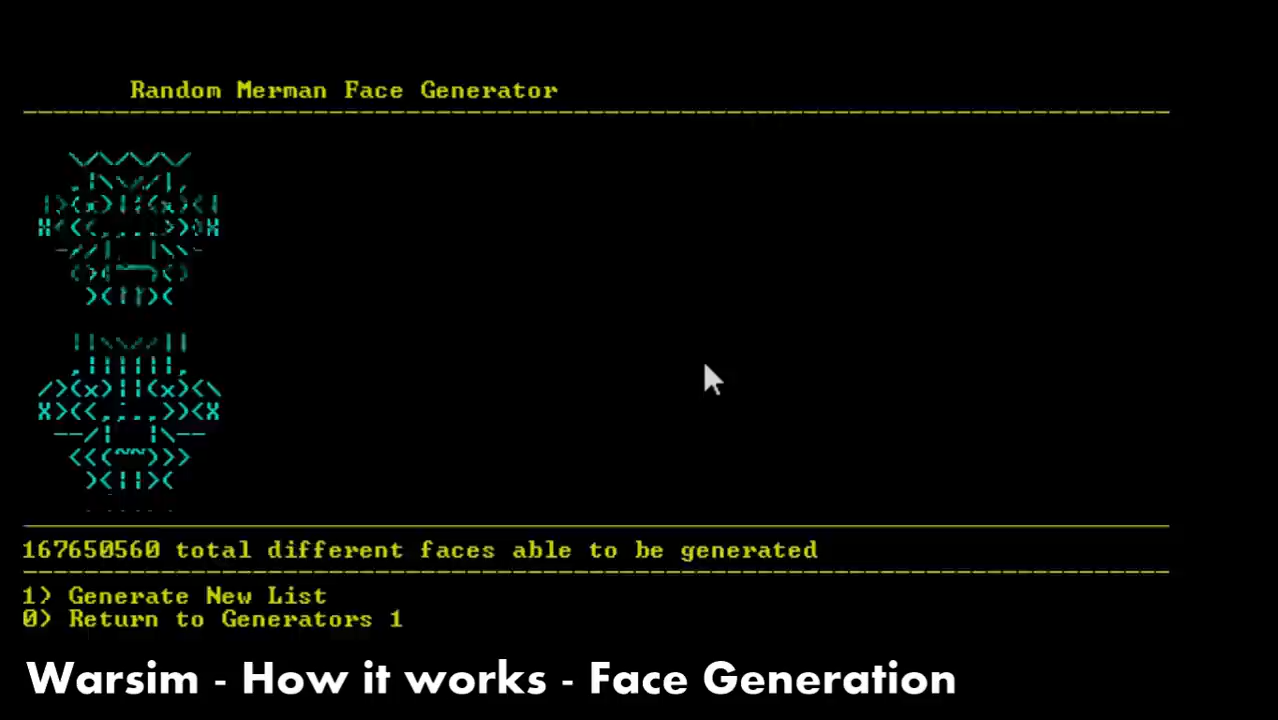 Random Merman Face Generator
167650560 total different faces able to be generated
1) Generate New List
0) Return to Generators 1
Warsim - How it works - Face Generation